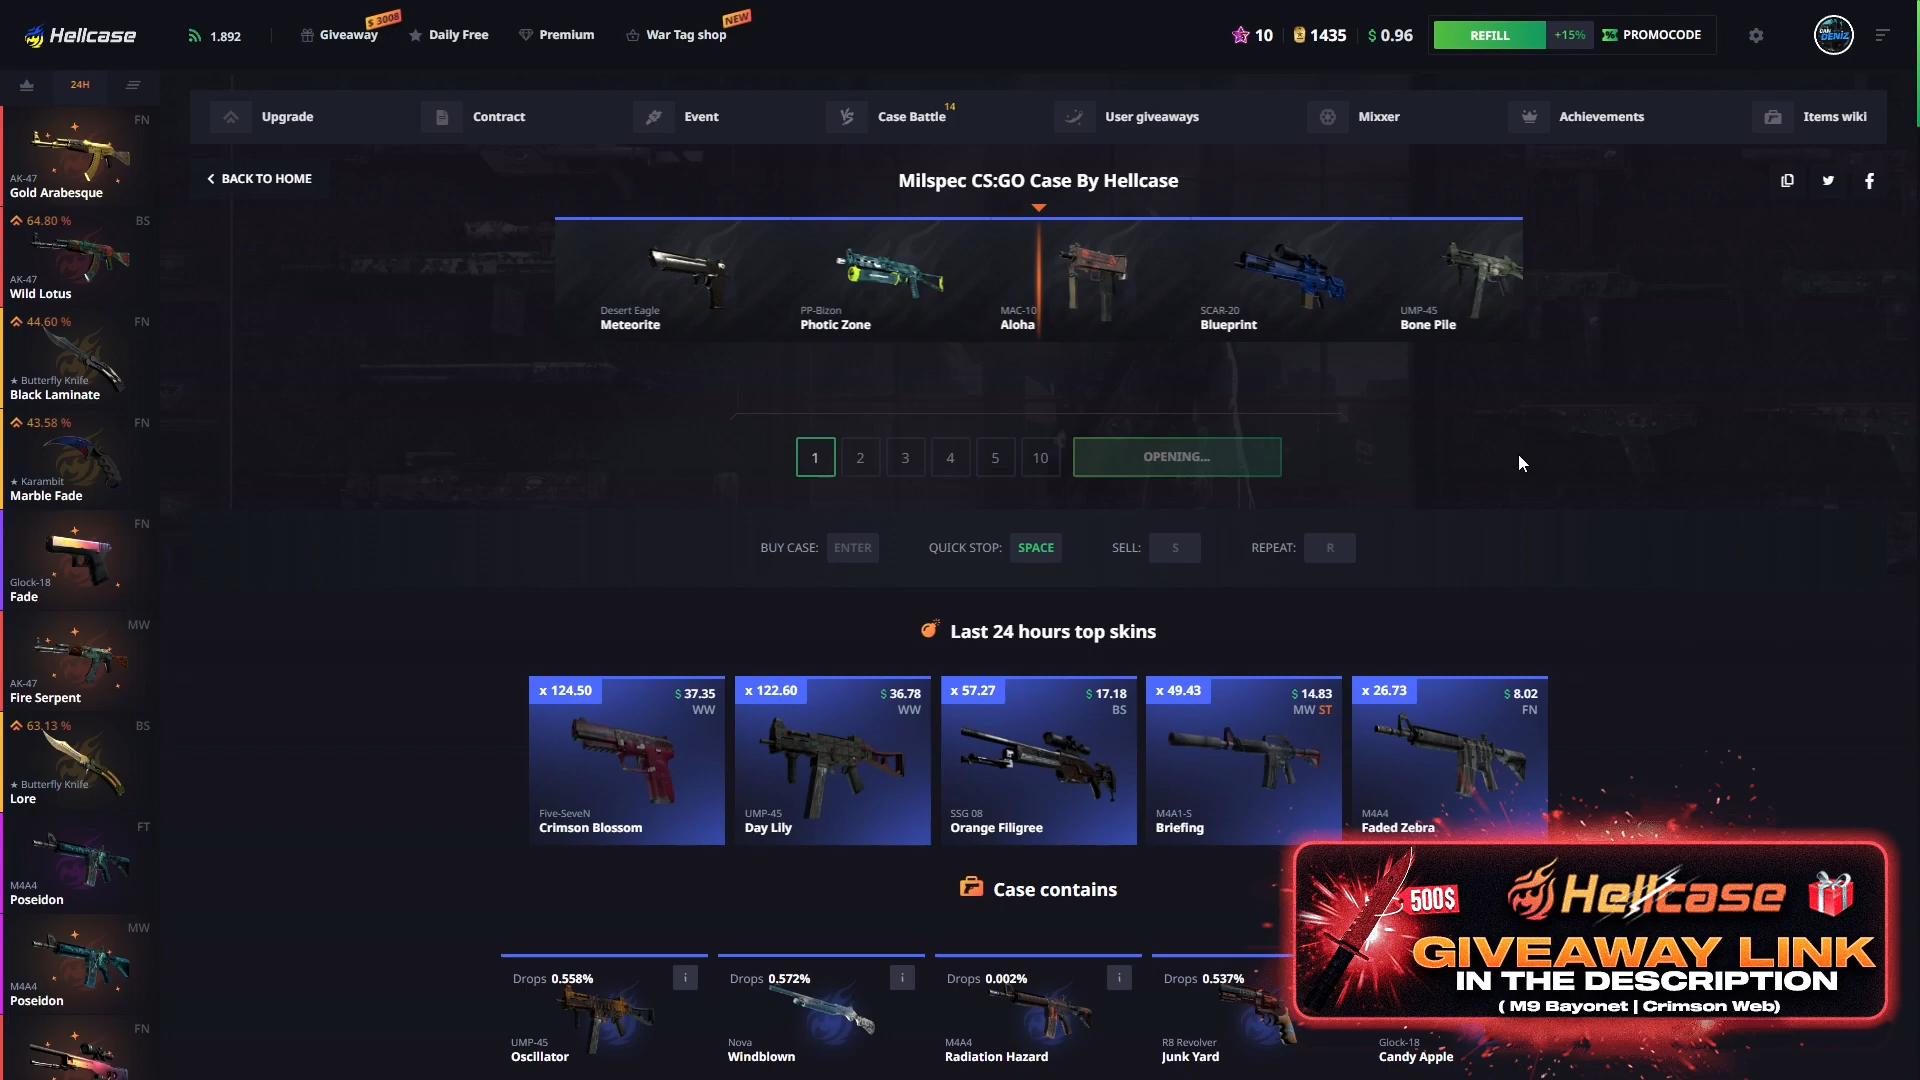 Hellcase
1.892
Giveaway
$ 3008
Daily Free
Premium
War Tag shop
NEW
10
1435
$ 0.96
REFILL
+15%
PROMOCODE
24H
Upgrade
Contract
Event
VS
Case Battle
14
User giveaways
Mixxer
Achievements
Items wiki
BACK TO HOME
Milspec CS:GO Case By Hellcase
FN
AK-47
Gold Arabesque
64.80 %
BS
AK-47
Wild Lotus
44.60 %
FN
★ Butterfly Knife
Black Laminate
43.58 %
FN
★ Karambit
Marble Fade
FN
Glock-18
Fade
MW
AK-47
Fire Serpent
63.13 %
BS
★ Butterfly Knife
Lore
FT
M4A4
Poseidon
MW
M4A4
Poseidon
FN
Desert Eagle
Meteorite
PP-Bizon
Photic Zone
MAC-10
Aloha
SCAR-20
Blueprint
UMP-45
Bone Pile
1
2
3
4
5
10
OPENING...
BUY CASE: ENTER
QUICK STOP: SPACE
SELL: S
REPEAT: R
Last 24 hours top skins
x 124.50
$ 37.35
WW
Five-SeveN
Crimson Blossom
x 122.60
$ 36.78
WW
UMP-45
Day Lily
x 57.27
$ 17.18
BS
SSG 08
Orange Filigree
x 49.43
$ 14.83
MW ST
M4A1-S
Briefing
x 26.73
$ 8.02
FN
M4A4
Faded Zebra
Case contains
Drops 0.558%
i
UMP-45
Oscillator
Drops 0.572%
i
Nova
Windblown
Drops 0.002%
i
M4A4
Radiation Hazard
Drops 0.537%
R8 Revolver
Junk Yard
Glock-18
Candy Apple
500$
Hellcase
GIVEAWAY LINK
IN THE DESCRIPTION
( M9 Bayonet | Crimson Web)